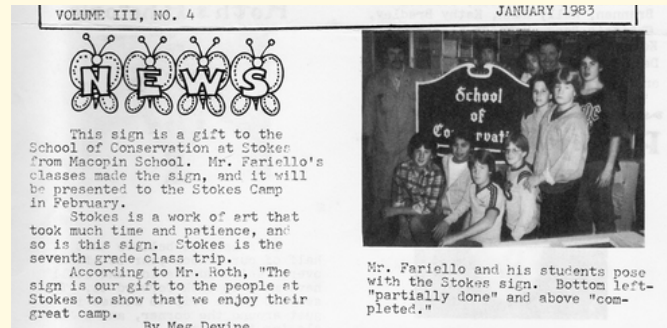 VOLUME III, NO. 4
JANUARY 1983
NEWS
This sign is a gift to the
School of Conservation at Stokes
from Macopin School. Mr. Fariello's
classes made the sign, and it will
be presented to the Stokes Camp
in February.
Stokes is a work of art that
took much time and patience, and
so is this sign. Stokes is the
seventh grade class trip.
According to Mr. Roth, "The
sign is our gift to the people at
Stokes to show that we enjoy their
great camp.
By Meg Devine
School
of
Mr. Fariello and his students pose
with the Stokes sign. Bottom left-
"partially done" and above "com-
pleted."